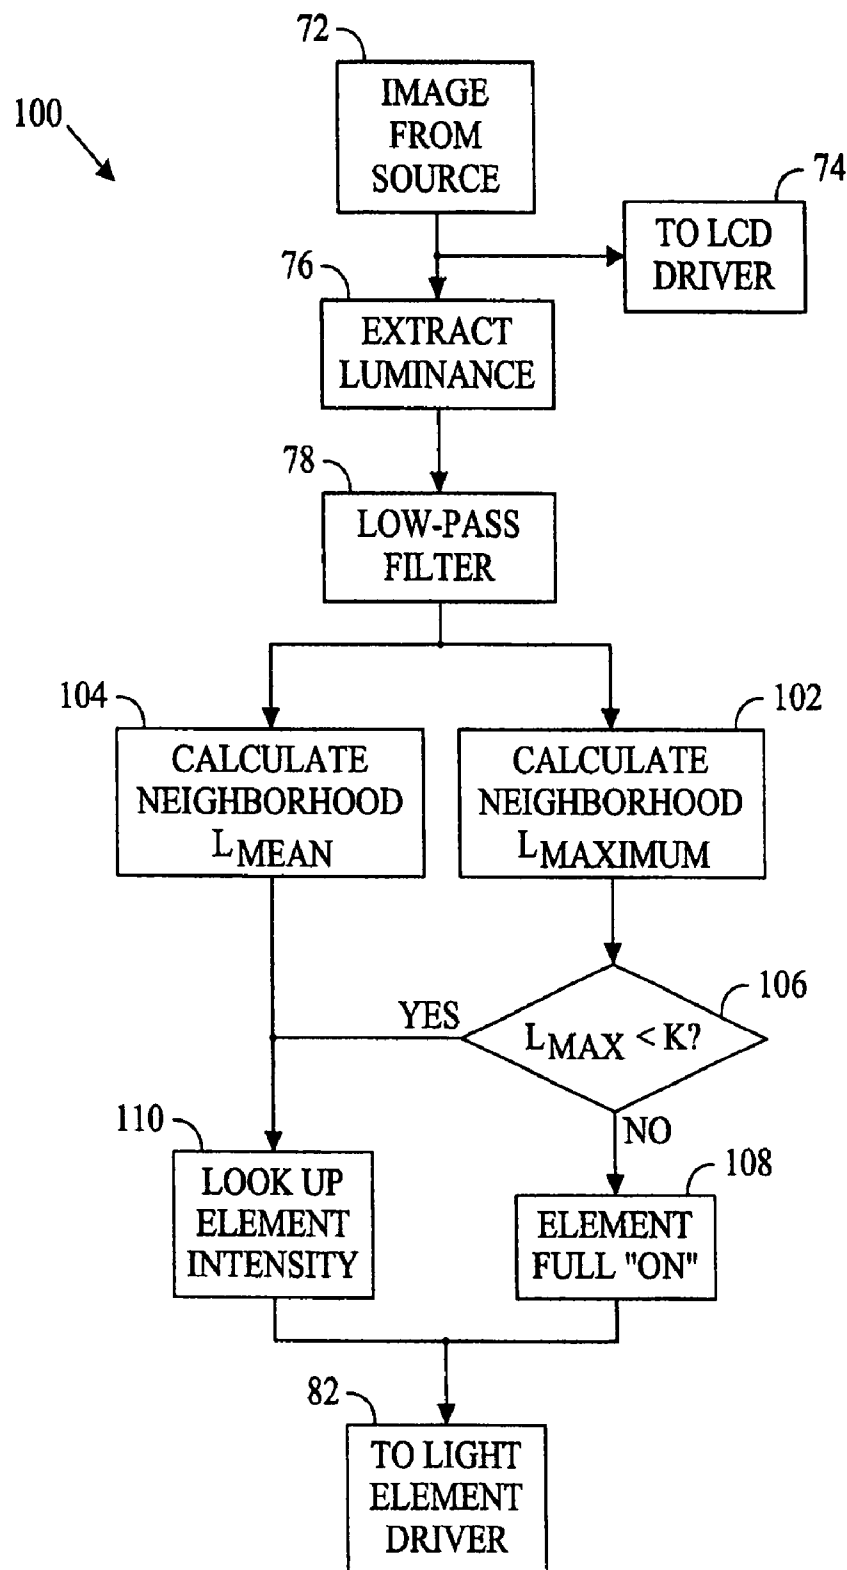 72
IMAGE
FROM
SOURCE
100
74
TO LCD
DRIVER
76
EXTRACT
LUMINANCE
78
LOW-PASS
FILTER
104
CALCULATE
NEIGHBORHOOD
LMEAN
102
CALCULATE
NEIGHBORHOOD
LMAXIMUM
106
YES
LMAX < K?
NO
110
LOOK UP
ELEMENT
INTENSITY
108
ELEMENT
FULL "ON"
82
TO LIGHT
ELEMENT
DRIVER